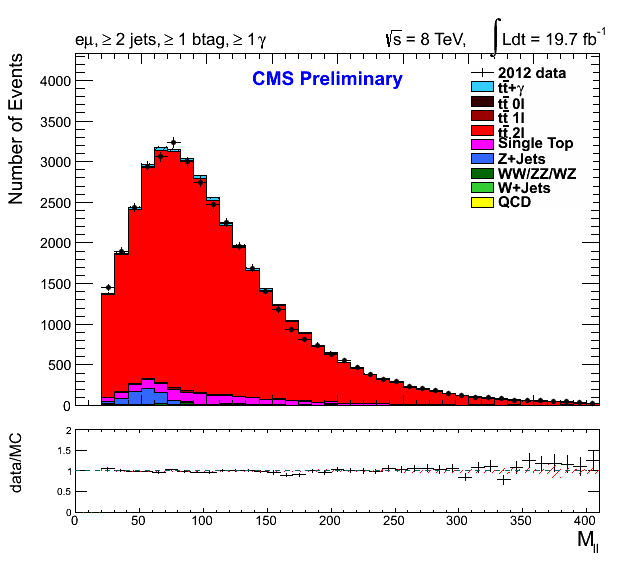 eμ, ≥ 2 jets, ≥ 1 btag, ≥ 1 γ √s = 8 TeV, ∫ Ldt = 19.7 fb⁻¹
CMS Preliminary
Number of Events
4000
3500
3000
2500
2000
1500
1000
500
0
2012 data
tt̄+γ
tt̄ 0l
tt̄ 1l
tt̄ 2l
Single Top
Z+Jets
WW/ZZ/WZ
W+Jets
QCD
data/MC
2
1.5
1
0.5
0
0 50 100 150 200 250 300 350 400
M_ll